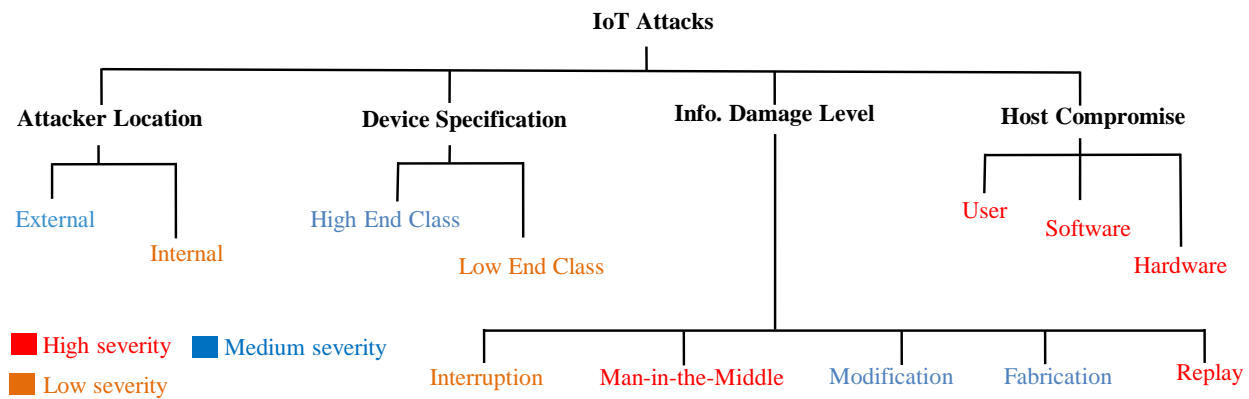 IoT Attacks
Attacker Location
Device Specification
Info. Damage Level
Host Compromise
External
Internal
High End Class
Low End Class
User
Software
Hardware
High severity
Medium severity
Low severity
Interruption
Man-in-the-Middle
Modification
Fabrication
Replay